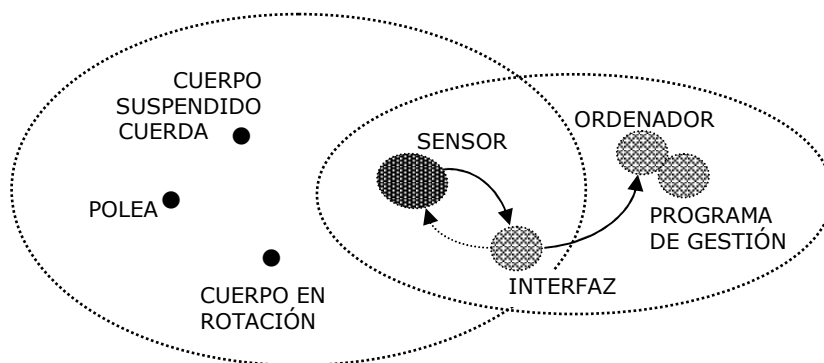 CUERPO
SUSPENDIDO
CUERDA
POLEA
CUERPO EN
ROTACIÓN
SENSOR
ORDENADOR
PROGRAMA
DE GESTIÓN
INTERFAZ